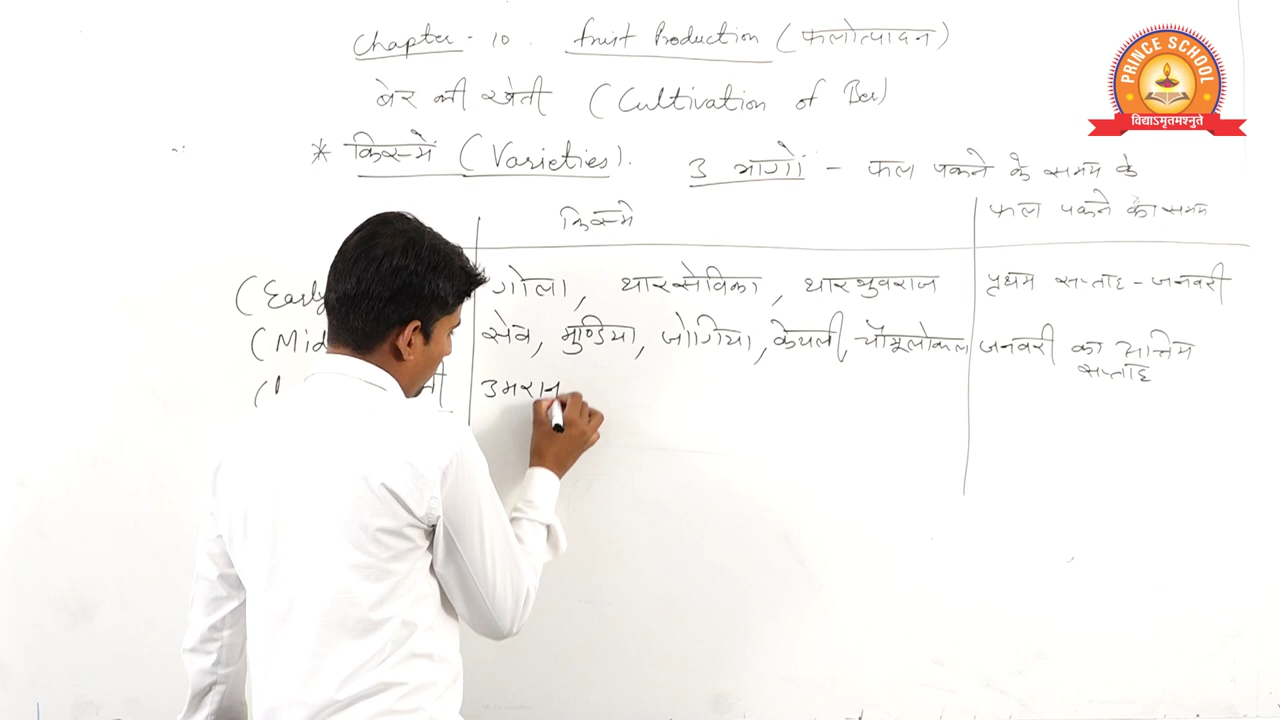 Chapter - 10. Fruit Production (फलोत्पादन)
PRINCE SCHOOL
विद्याऽमृतमश्नुते
बेर की खेती (Cultivation of Ber)
* किस्में (Varieties). 3 भागों - फल पकने के समय के
किस्मे फल पकने का समय
(Early गोला, थारसेविका, थारभुवराज प्रथम सप्ताह - जनवरी
(Mid सेव, मुण्डिया, जोगिया, केथली, चौमूलोकल जनवरी का अन्तिम सप्ताह
उमरान